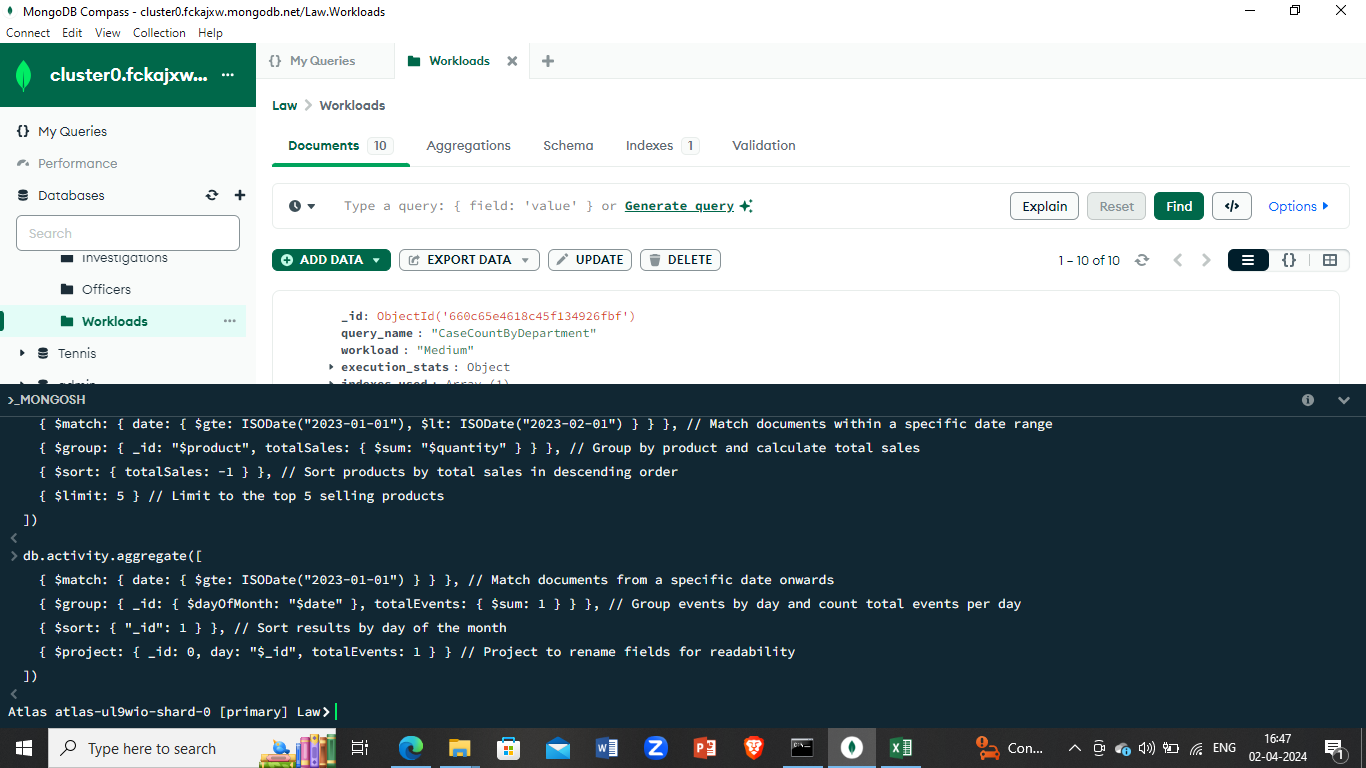 MongoDB Compass - cluster0.fckajxw.mongodb.net/Law.Workloads
Connect Edit View Collection Help
cluster0.fckajxw... ...
My Queries
Workloads
{} My Queries
Performance
Databases
Search
Investigations
Officers
Workloads ...
Tennis
admin
Law > Workloads
Documents 10 Aggregations Schema Indexes 1 Validation
Type a query: { field: 'value' } or Generate query
Explain Reset Find </> Options
ADD DATA EXPORT DATA UPDATE DELETE
1 – 10 of 10 {}
_id: ObjectId('660c65e4618c45f134926fbf')
query_name : "CaseCountByDepartment"
workload : "Medium"
execution_stats : Object
indexes_used : Array (1)
>_MONGOSH
{ $match: { date: { $gte: ISODate("2023-01-01"), $lt: ISODate("2023-02-01") } } }, // Match documents within a specific date range
{ $group: { _id: "$product", totalSales: { $sum: "$quantity" } } }, // Group by product and calculate total sales
{ $sort: { totalSales: -1 } }, // Sort products by total sales in descending order
{ $limit: 5 } // Limit to the top 5 selling products
])
<
> db.activity.aggregate([
{ $match: { date: { $gte: ISODate("2023-01-01") } } }, // Match documents from a specific date onwards
{ $group: { _id: { $dayOfMonth: "$date" }, totalEvents: { $sum: 1 } } }, // Group events by day and count total events per day
{ $sort: { "_id": 1 } }, // Sort results by day of the month
{ $project: { _id: 0, day: "$_id", totalEvents: 1 } } // Project to rename fields for readability
])
<
Atlas atlas-ul9wio-shard-0 [primary] Law>
Type here to search
Con...
ENG
16:47
02-04-2024
1